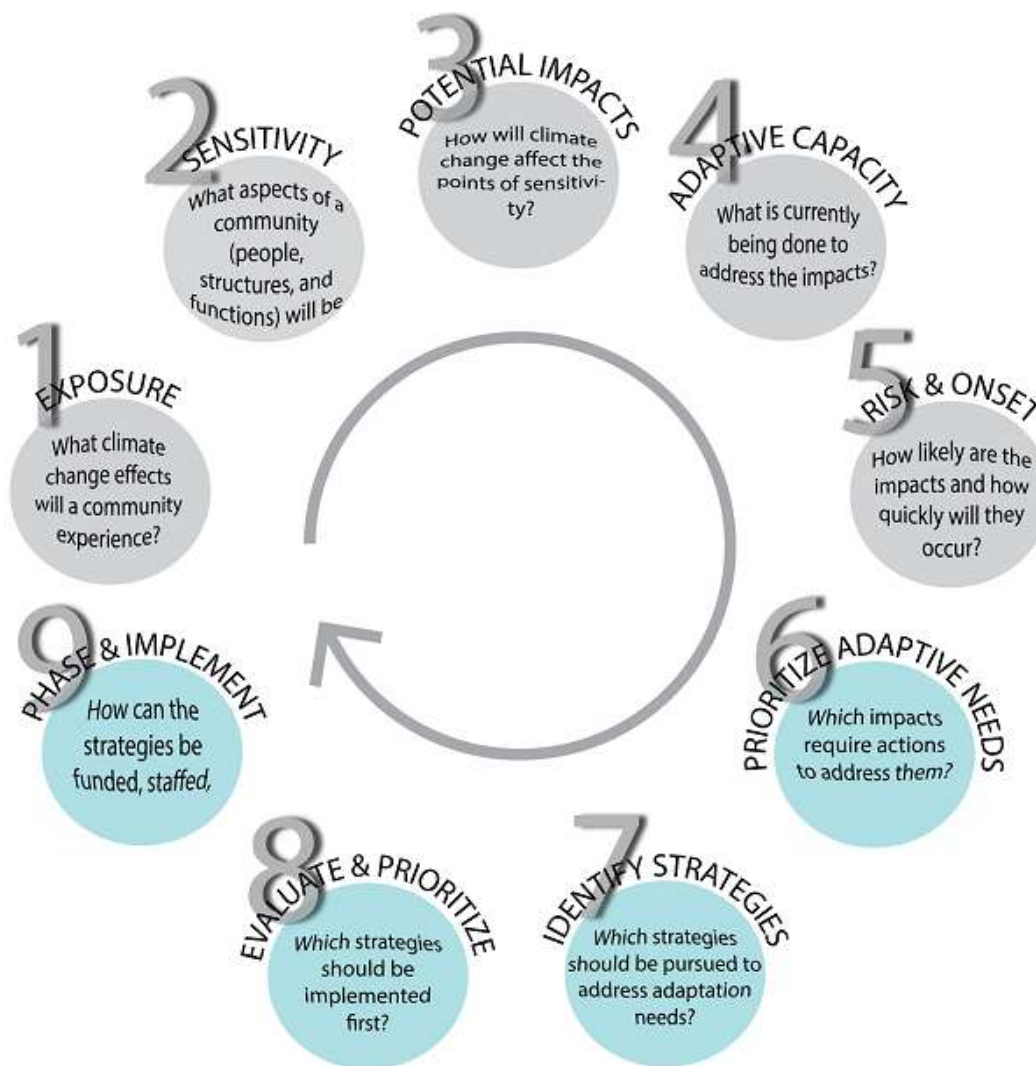 1
EXPOSURE
What climate
change effects
will a community
experience?
2
SENSITIVITY
What aspects of a
community
(people,
structures, and
functions) will be
3
POTENTIAL IMPACTS
How will climate
change affect the
points of sensitivi-
ty?
4
ADAPTIVE CAPACITY
What is currently
being done to
address the impacts?
5
RISK & ONSET
How likely are the
impacts and how
quickly will they
occur?
6
PRIORITIZE ADAPTIVE NEEDS
Which impacts
require actions
to address them?
7
IDENTIFY STRATEGIES
Which strategies
should be pursued to
address adaptation
needs?
8
EVALUATE & PRIORITIZE
Which strategies
should be
implemented
first?
9
PHASE & IMPLEMENT
How can the
strategies be
funded, staffed,